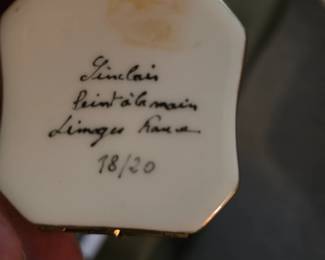 Sinclair
Peint à la main
Limoges France
18/20